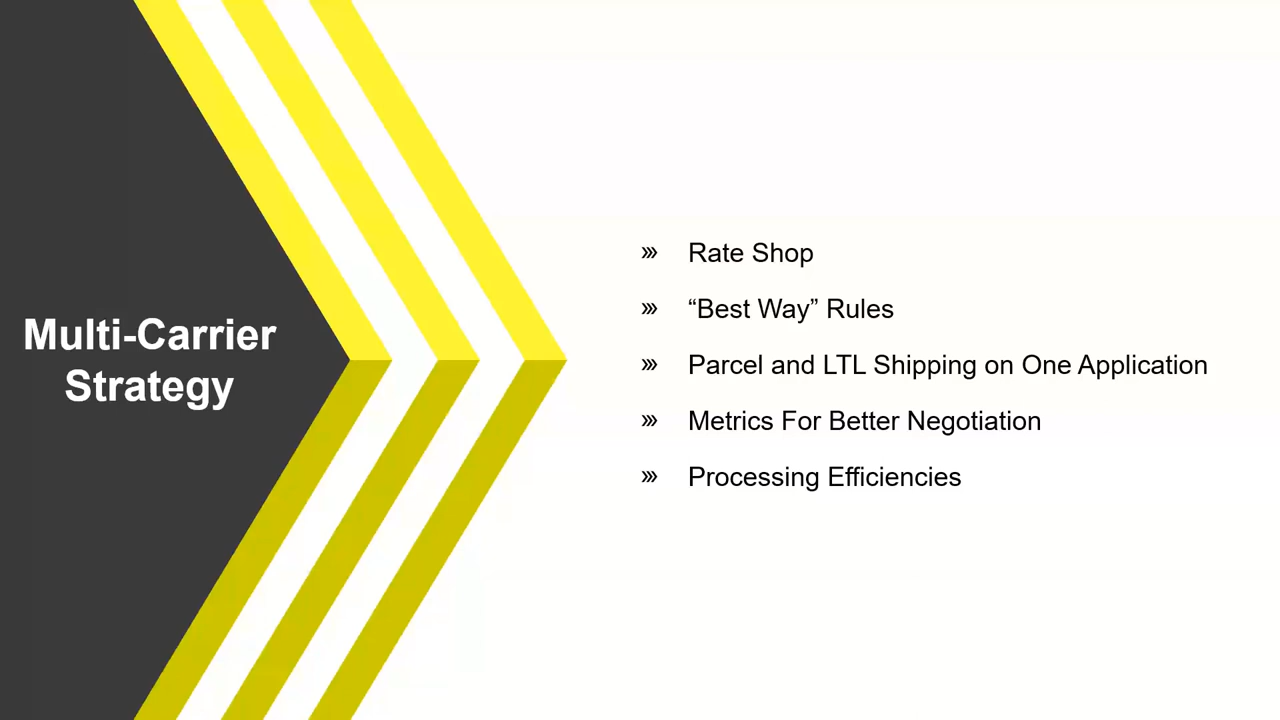 Multi-Carrier
Strategy
Rate Shop
“Best Way” Rules
Parcel and LTL Shipping on One Application
Metrics For Better Negotiation
Processing Efficiencies